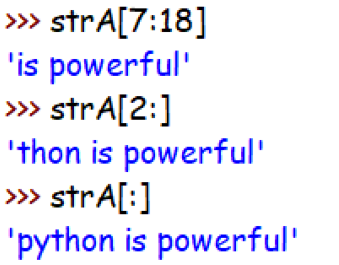 >>> strA[7:18]
'is powerful'
>>> strA[2:]
'thon is powerful'
>>> strA[:]
'python is powerful'